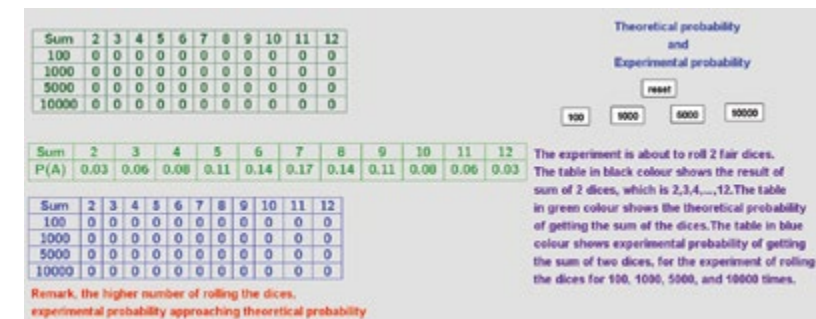 Theoretical probability
and
Experimental probability
reset
100 1000 5000 10000
Sum 2 3 4 5 6 7 8 9 10 11 12
100 0 0 0 0 0 0 0 0 0 0 0
1000 0 0 0 0 0 0 0 0 0 0 0
5000 0 0 0 0 0 0 0 0 0 0 0
10000 0 0 0 0 0 0 0 0 0 0 0
Sum 2 3 4 5 6 7 8 9 10 11 12
P(A) 0.03 0.06 0.08 0.11 0.14 0.17 0.14 0.11 0.08 0.06 0.03
Sum 2 3 4 5 6 7 8 9 10 11 12
100 0 0 0 0 0 0 0 0 0 0 0
1000 0 0 0 0 0 0 0 0 0 0 0
5000 0 0 0 0 0 0 0 0 0 0 0
10000 0 0 0 0 0 0 0 0 0 0 0
Remark, the higher number of rolling the dices,
experimental probability approaching theoretical probability
The experiment is about to roll 2 fair dices.
The table in black colour shows the result of
sum of 2 dices, which is 2,3,4,...,12.The table
in green colour shows the theoretical probability
of getting the sum of the dices.The table in blue
colour shows experimental probability of getting
the sum of two dices, for the experiment of rolling
the dices for 100, 1000, 5000, and 10000 times.